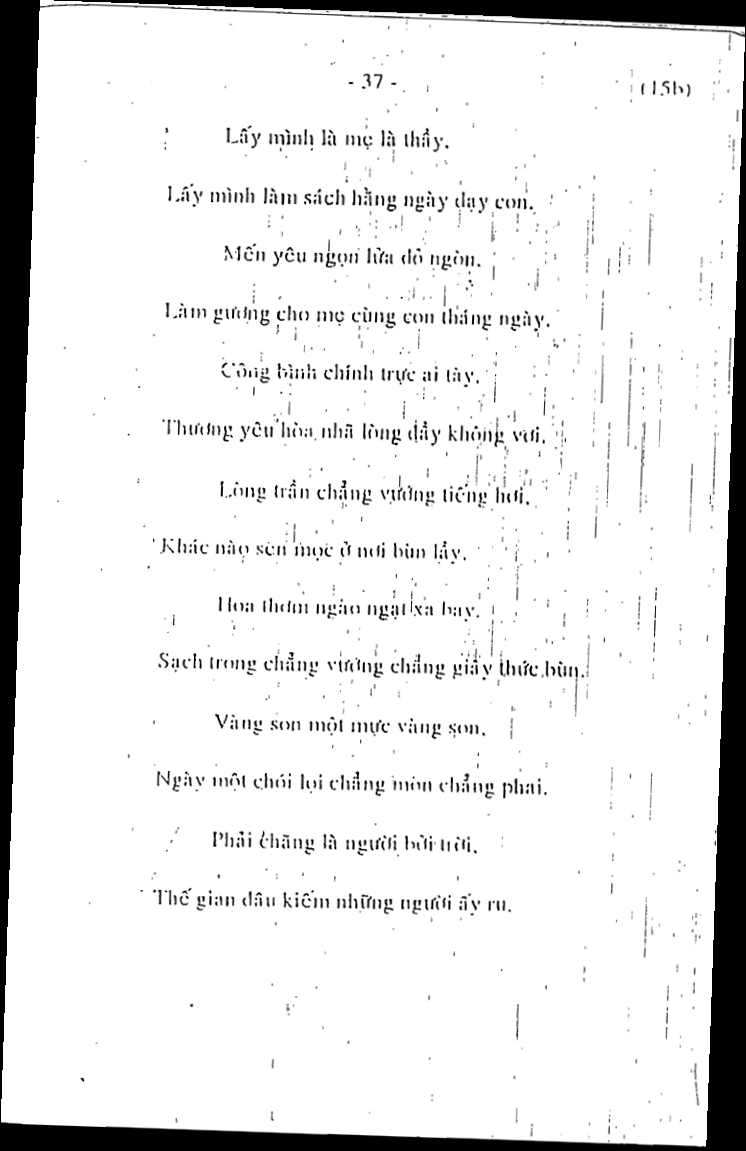 - 37 -
(15b)
Lấy mình là mẹ là thầy.
Lấy mình làm sách hằng ngày dạy con.
Mến yêu ngọn lửa đỏ ngòn.
Làm gương cho mẹ cùng con tháng ngày.
Công bình chính trực ai tày.
Thương yêu hòa nhã lòng đầy không vơi.
Lòng trần chẳng vướng tiếng hơi.
Khác nào sen mọc ở nơi bùn lầy.
Hoa thơm ngào ngạt xa bay.
Sạch trong chẳng vướng chẳng giây thức bùn.
Vàng son một mực vàng son.
Ngày một chói lọi chẳng mòn chẳng phai.
Phải chăng là người bởi trời.
Thế gian đâu kiếm những người ấy ru.